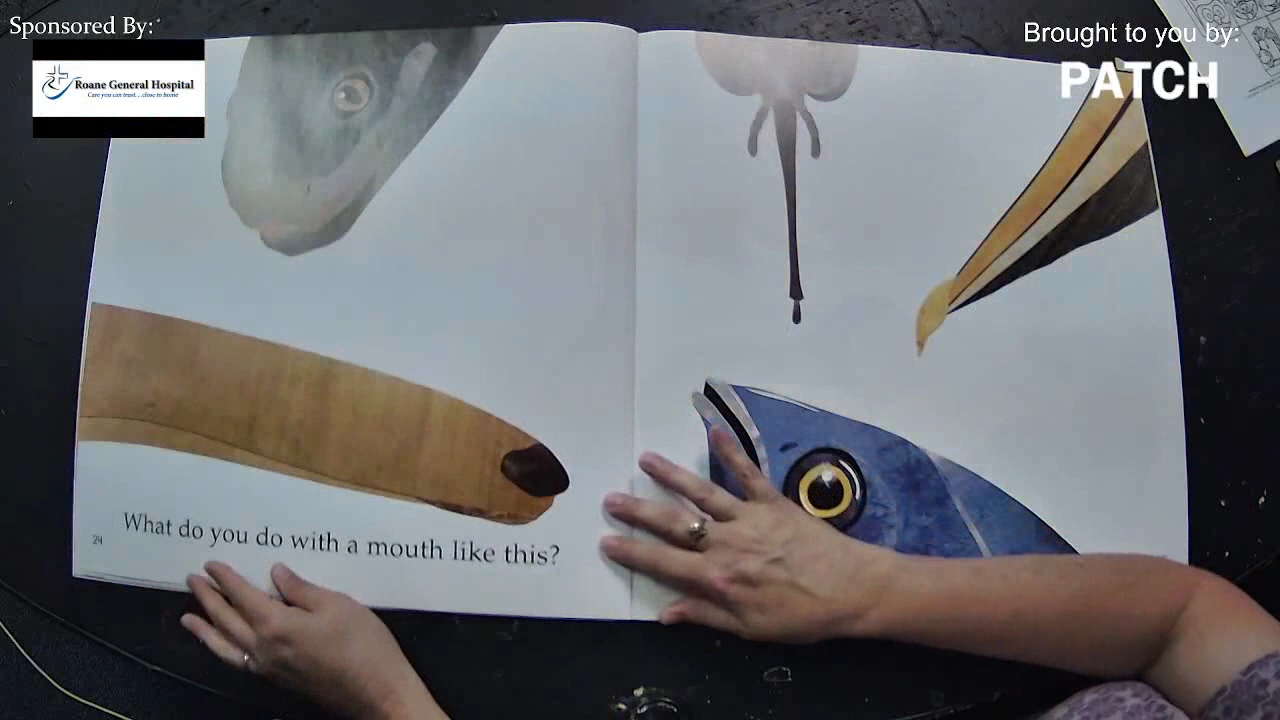 Sponsored By:
Roane General Hospital
Care you can trust. . .close to home
Brought to you by:
PATCH
What do you do with a mouth like this?
24